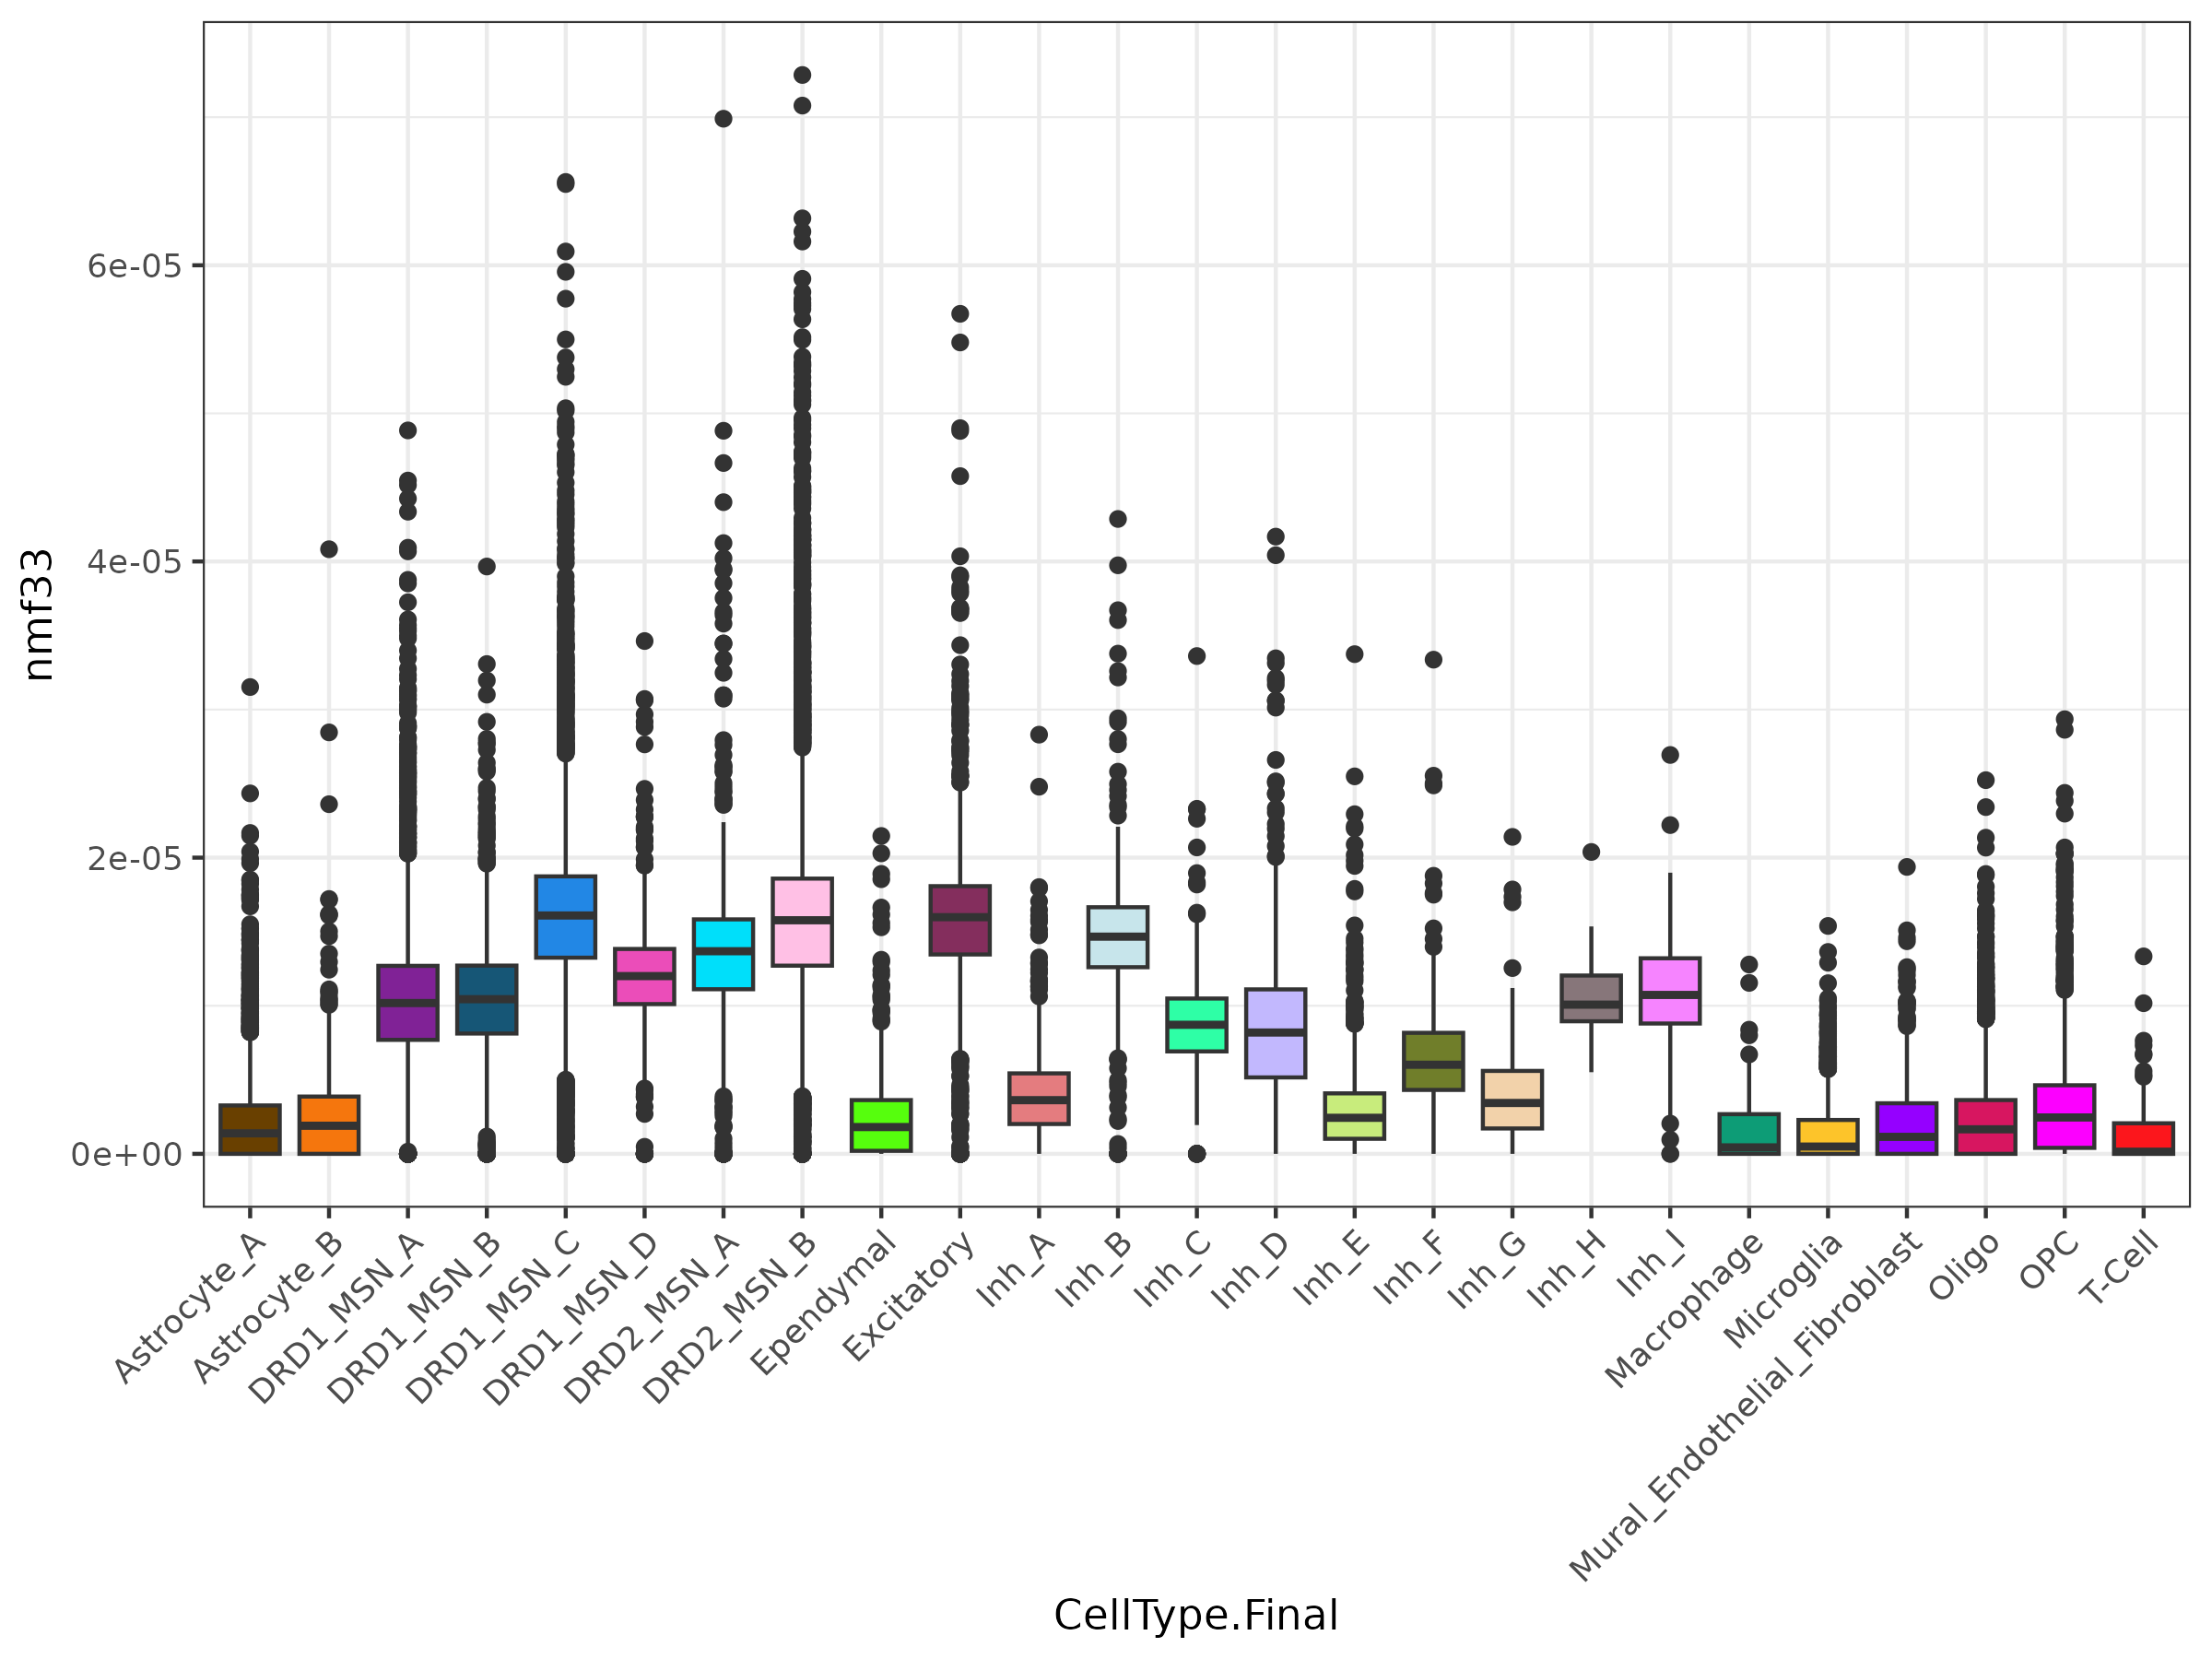 nmf33
6e-05
4e-05
2e-05
0e+00
Astrocyte_A
Astrocyte_B
DRD1_MSN_A
DRD1_MSN_B
DRD1_MSN_C
DRD1_MSN_D
DRD2_MSN_A
DRD2_MSN_B
Ependymal
Excitatory
Inh_A
Inh_B
Inh_C
Inh_D
Inh_E
Inh_F
Inh_G
Inh_H
Inh_I
Macrophage
Microglia
Mural_Endothelial_Fibroblast
Oligo
OPC
T-Cell
CellType.Final